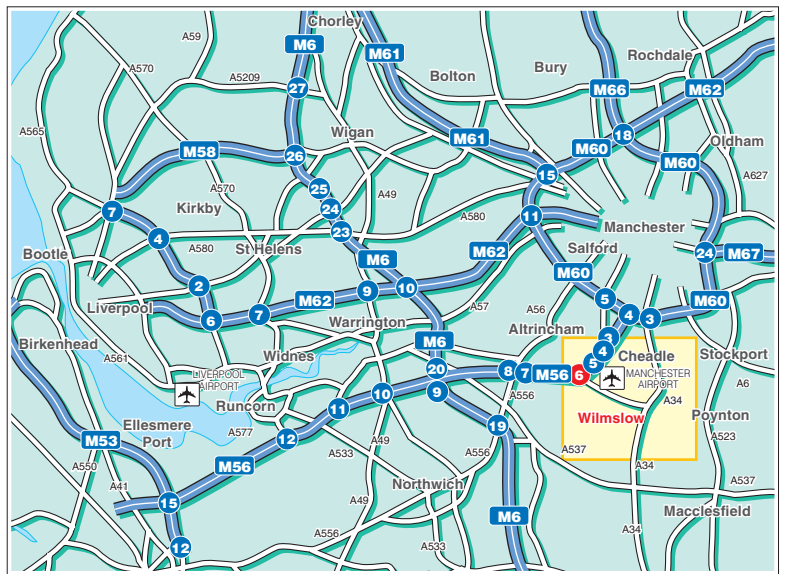 Chorley
A59
M6
M61
Rochdale
A570
Bury
Bolton
A5209
27
M66
M62
A565
Wigan
M61
18
M58
26
M60
Oldham
M60
15
A627
A570
25
A49
Kirkby
24
7
11
A580
23
Manchester
4
A580
St Helens
Salford
Bootle
M6
M62
24
M67
M60
2
10
9
5
M62
M60
Liverpool
7
A57
A56
4
3
6
Warrington
Altrincham
3
Birkenhead
M6
4
Stockport
A561
Widnes
Cheadle
5
LIVERPOOL
AIRPORT
20
8
7
M56
6
MANCHESTER
AIRPORT
A6
9
10
A556
A34
Runcorn
11
Poynton
Ellesmere
Port
Wilmslow
A577
19
M53
12
A49
A523
A533
A556
A537
M56
A550
A34
A41
Northwich
A537
15
A49
Macclesfield
M6
A34
A556
12
A533